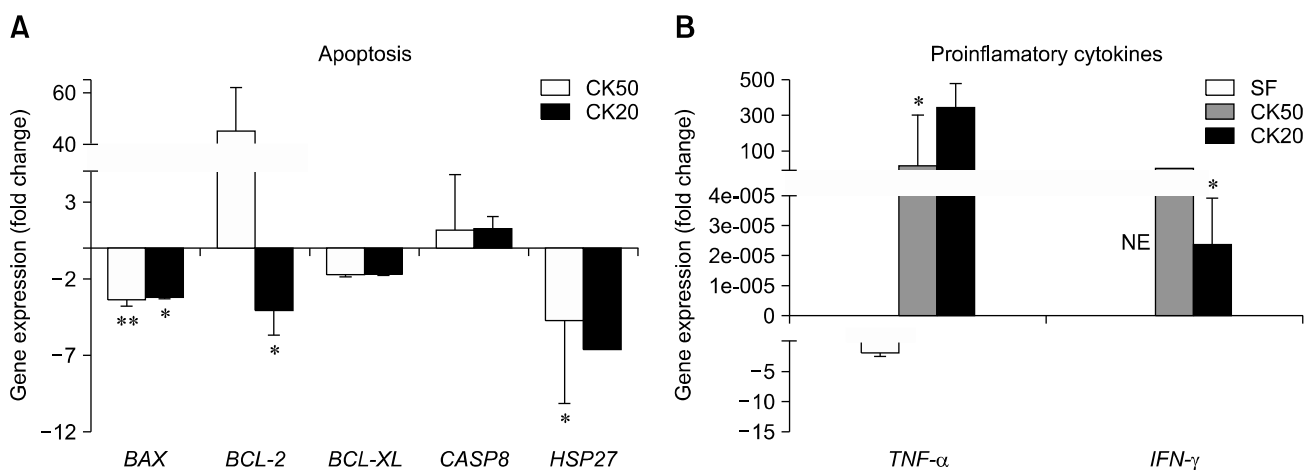 A
Apoptosis
Gene expression (fold change)
60
40
3
−2
−7
−12
CK50
CK20
**
*
*
*
BAX
BCL-2
BCL-XL
CASP8
HSP27
B
Proinflamatory cytokines
Gene expression (fold change)
500
300
100
4e-005
3e-005
2e-005
1e-005
0
−5
−10
−15
SF
CK50
CK20
*
NE
*
TNF-α
IFN-γ